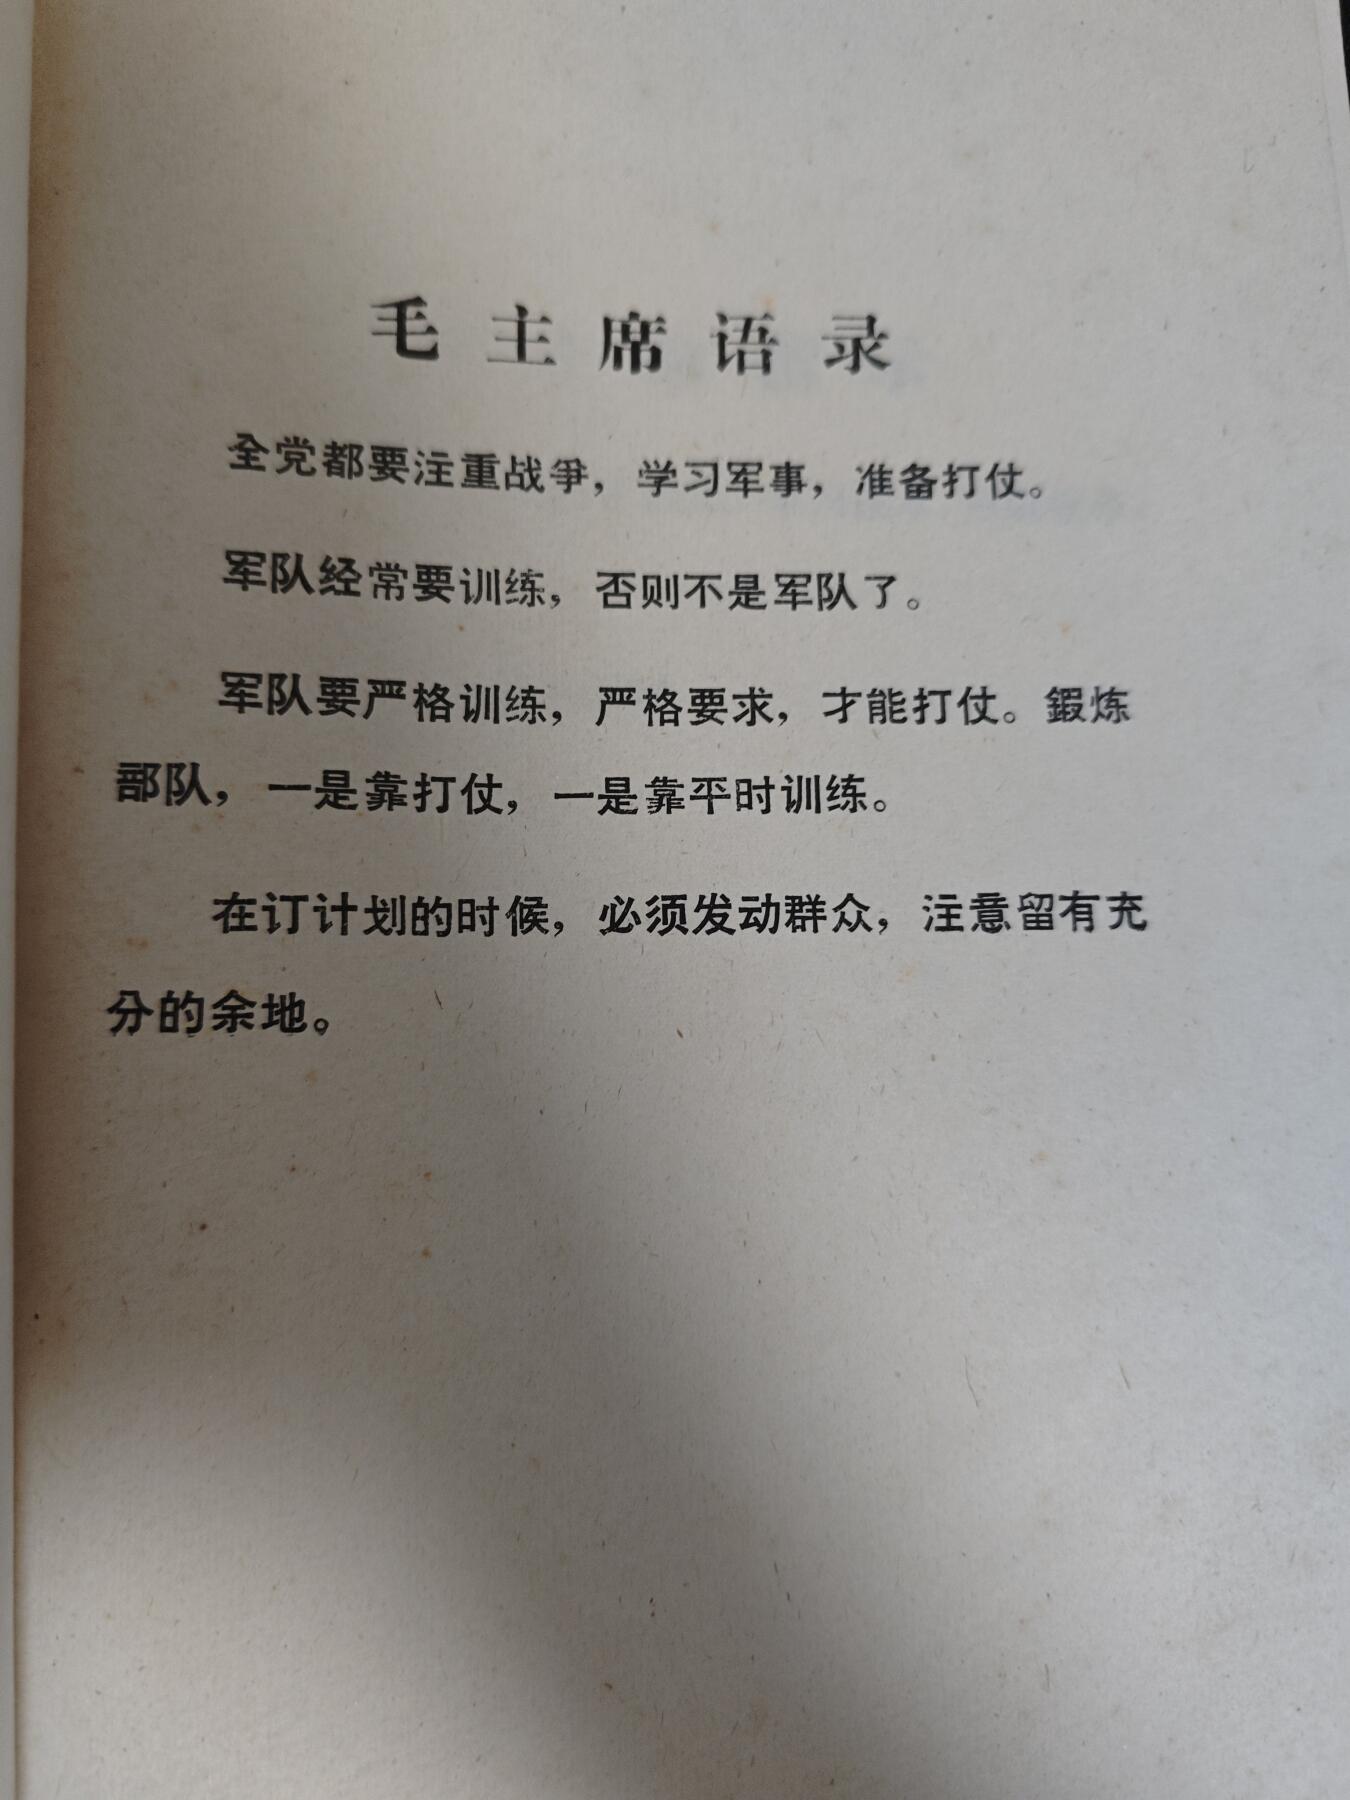 毛主席语录
全党都要注重战爭，学习军事，准备打仗。
军队经常要训练，否则不是军队了。
军队要严格训练，严格要求，才能打仗。鍛炼
部队，一是靠打仗，一是靠平时训练。
在订计划的时候，必须发动群众，注意留有充
分的余地。